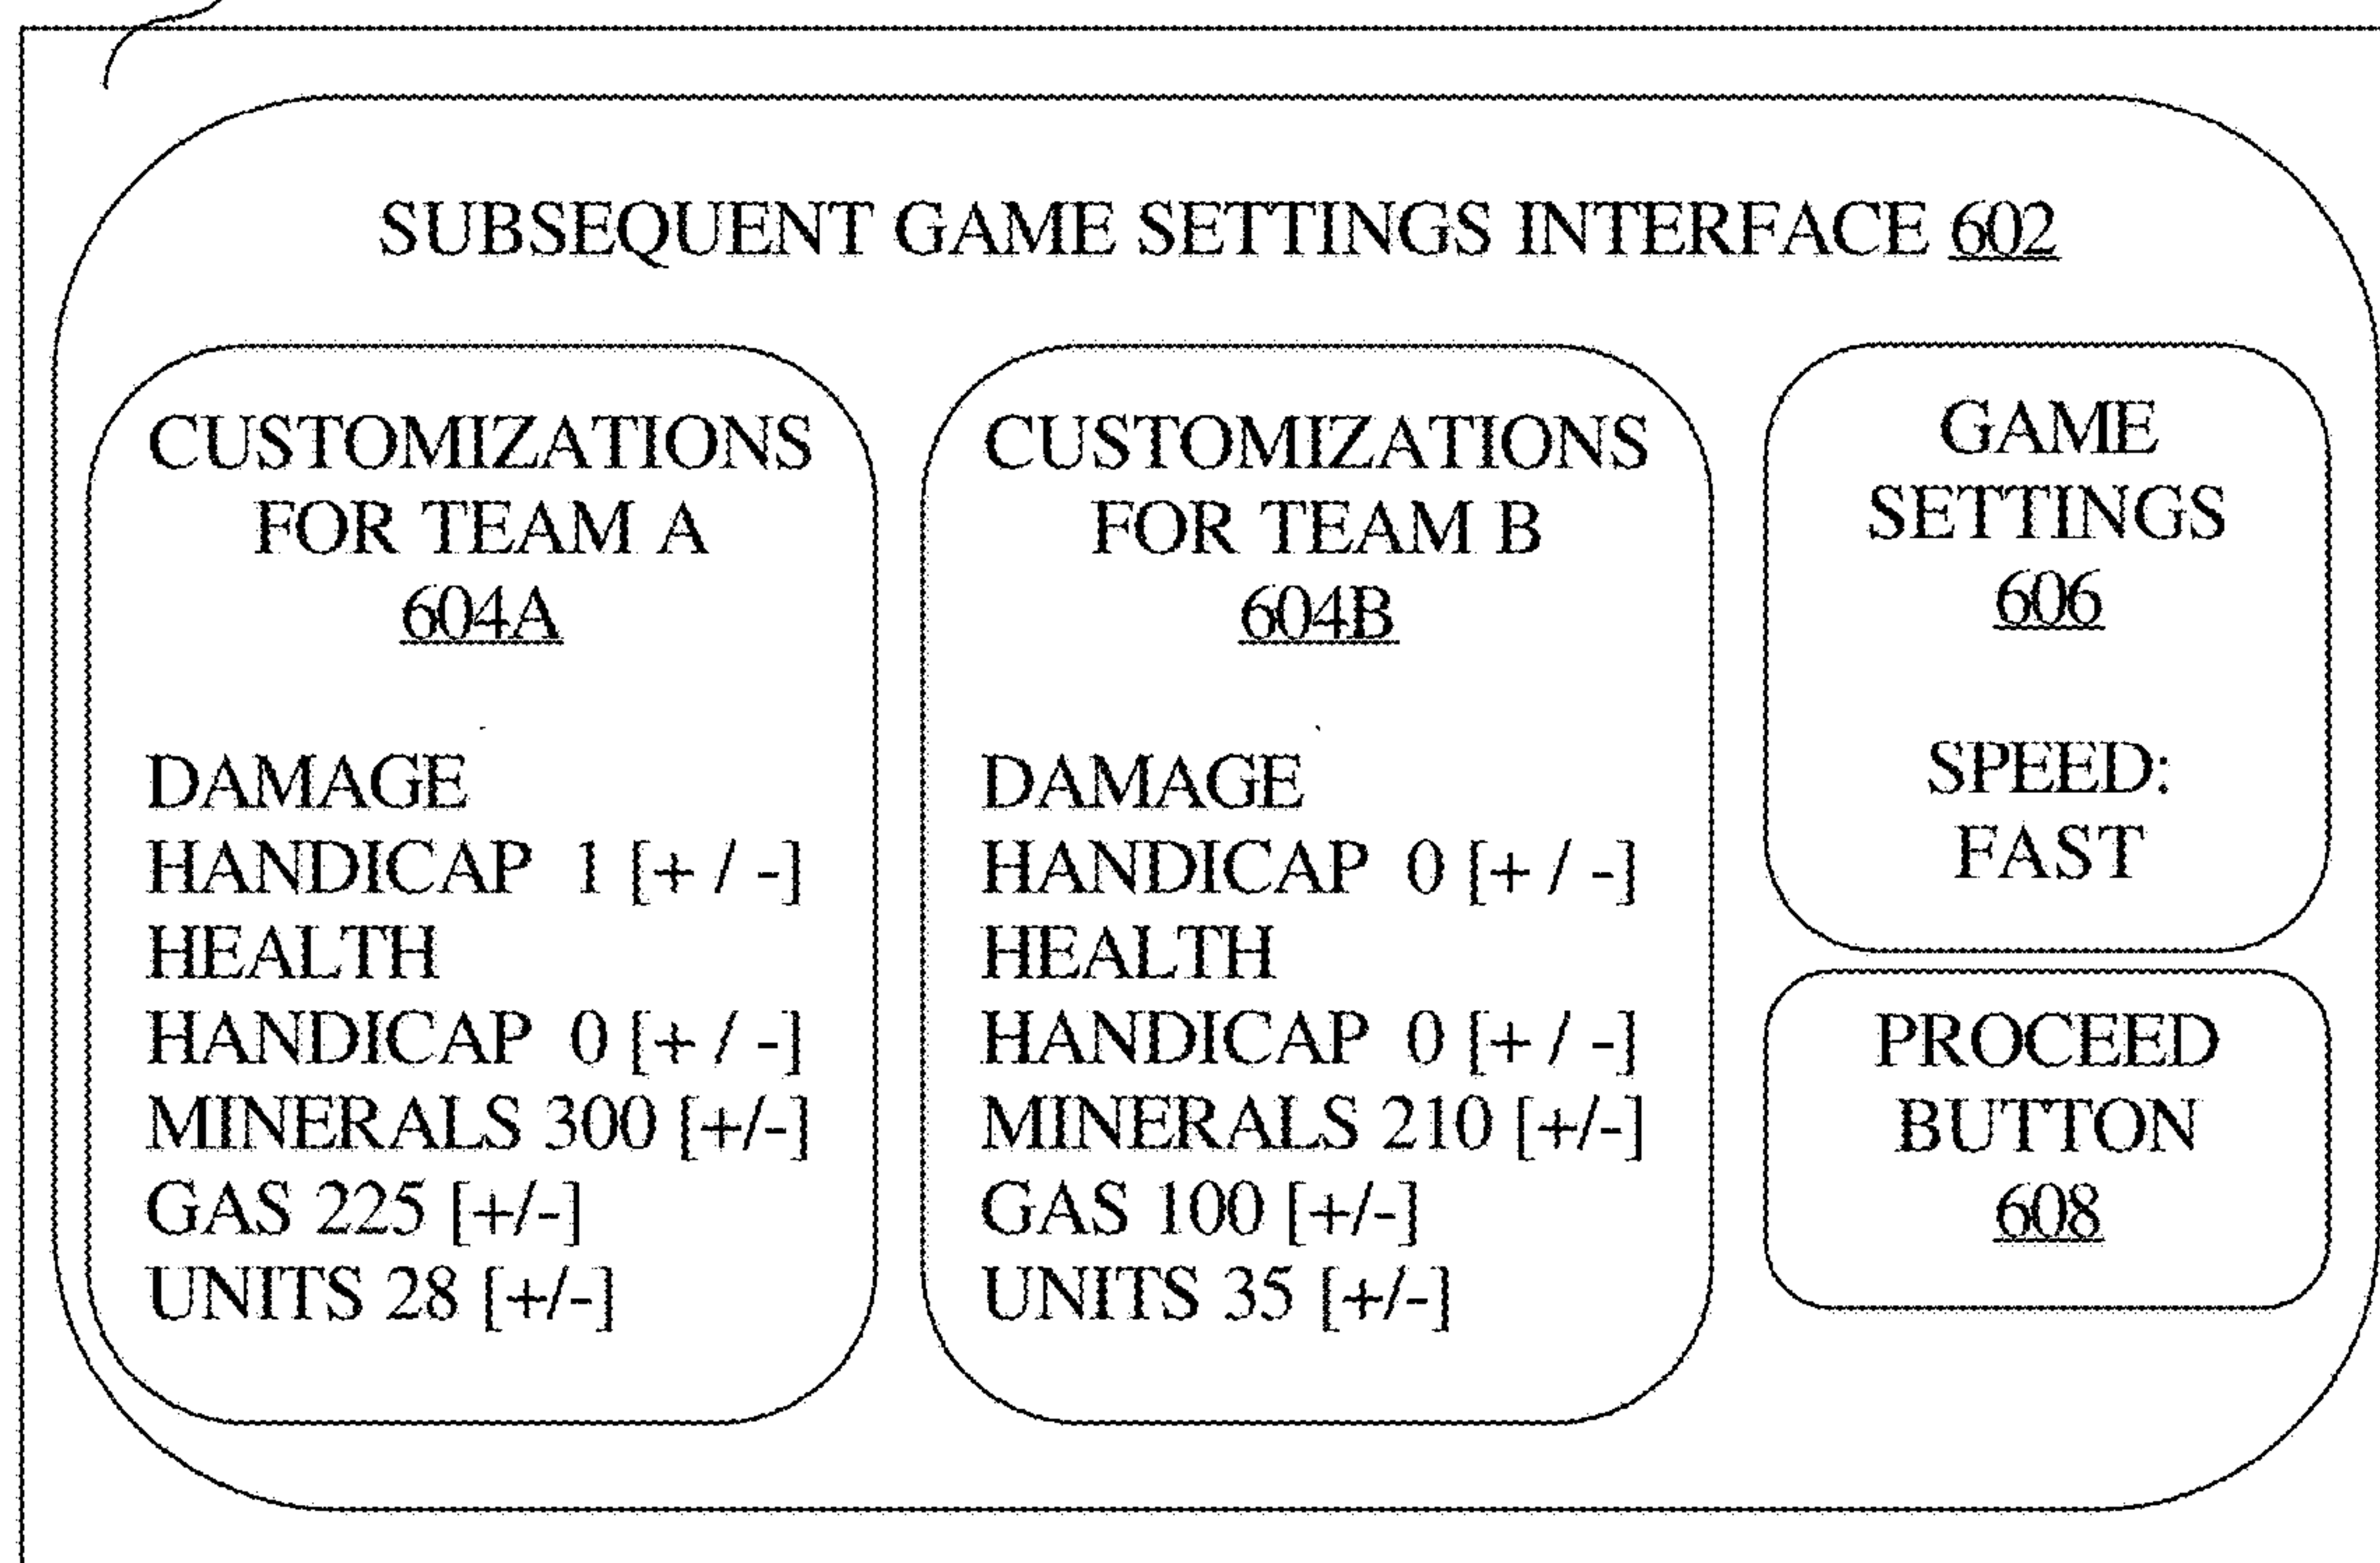 SUBSEQUENT GAME SETTINGS INTERFACE 602
CUSTOMIZATIONS
FOR TEAM A
604A
DAMAGE
HANDICAP 1 [+ / -]
HEALTH
HANDICAP 0 [+ / -]
MINERALS 300 [+/-]
GAS 225 [+/-]
UNITS 28 [+/-]
CUSTOMIZATIONS
FOR TEAM B
604B
DAMAGE
HANDICAP 0 [+ / -]
HEALTH
HANDICAP 0 [+ / -]
MINERALS 210 [+/-]
GAS 100 [+/-]
UNITS 35 [+/-]
GAME
SETTINGS
606
SPEED:
FAST
PROCEED
BUTTON
608